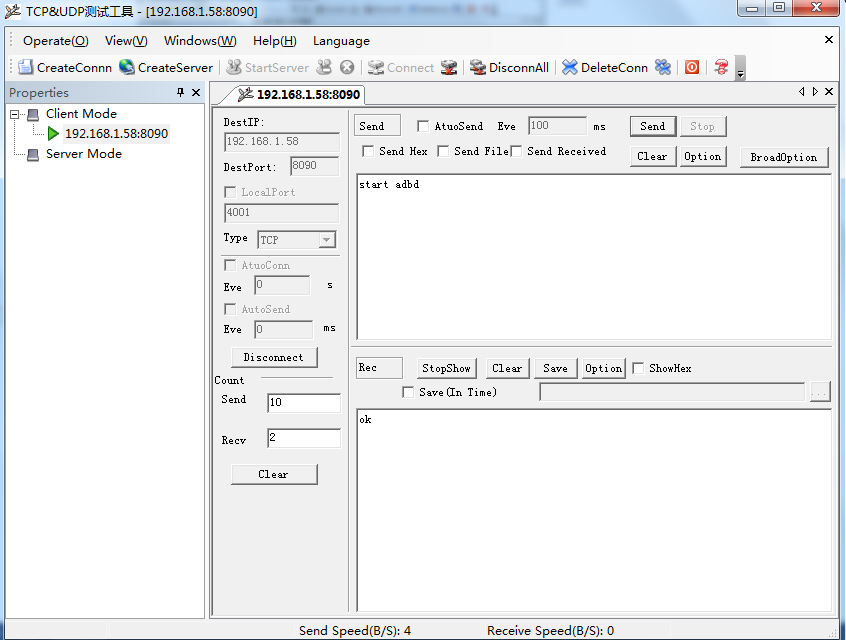 TCP&UDP测试工具 - [192.168.1.58:8090]
Operate(O) View(V) Windows(W) Help(H) Language
CreateConnn CreateServer StartServer Connect DisconnAll DeleteConn
Properties
192.168.1.58:8090
Client Mode
192.168.1.58:8090
Server Mode
DestIP:
192.168.1.58
DestPort: 8090
LocalPort
4001
Type TCP
AtuoConn
Eve 0 s
AutoSend
Eve 0 ms
Disconnect
Count
Send 10
Recv 2
Clear
Send AtuoSend Eve 100 ms Send Stop
Send Hex Send File Send Received Clear Option BroadOption
start adbd
Rec StopShow Clear Save Option ShowHex
Save(In Time) ...
ok
Send Speed(B/S): 4 Receive Speed(B/S): 0